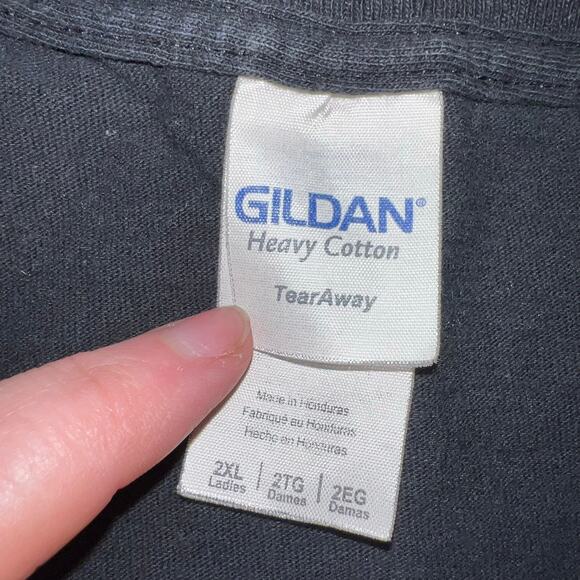 GILDAN®
Heavy Cotton
TearAway
Made in Honduras
Fabriqué au Honduras
Hecho en Honduras
2XL | 2TG | 2EG
Ladies | Dames | Damas